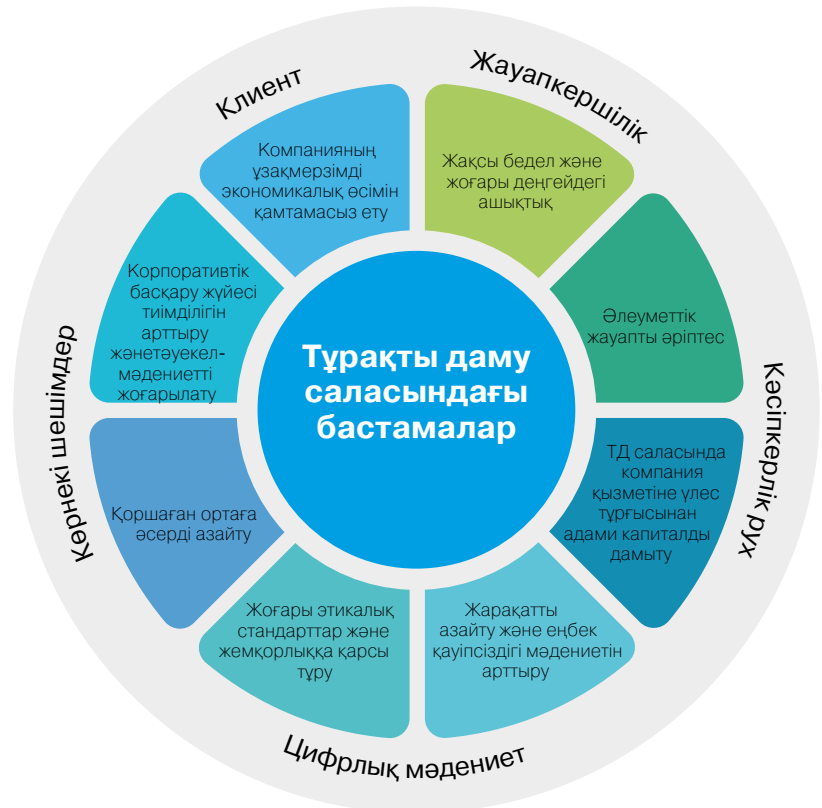 Клиент
Жауапкершілік
Кәсіпкерлік рух
Цифрлық мәдениет
Көрнекі шешімдер
Тұрақты даму
саласындағы
бастамалар
Компанияның
ұзақмерзімді
экономикалық өсімін
қамтамасыз ету
Жақсы бедел және
жоғары деңгейдегі
ашықтық
Әлеуметтік
жауапты әріптес
ТД саласында
компания
қызметіне үлес
тұрғысынан
адами капиталды
дамыту
Жарақатты
азайту және еңбек
қауіпсіздігі мәдениетін
арттыру
Жоғары этикалық
стандарттар және
жемқорлыққа қарсы
тұру
Қоршаған ортаға
әсерді азайту
Корпоративтік
басқару жүйесі
тиімділігін
арттыру
жәнетәуекел-
мәдениетті
жоғарылату